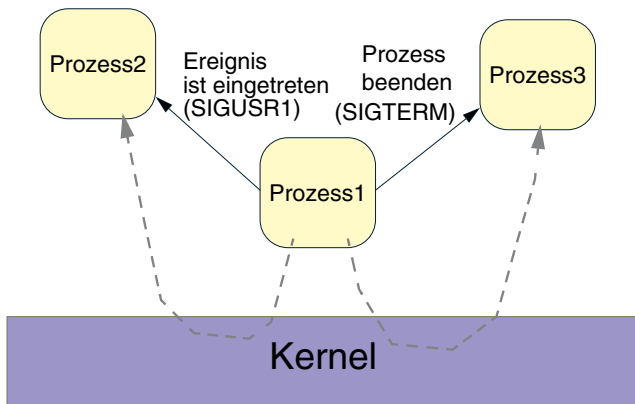 Prozess2
Ereignis
ist eingetreten
(SIGUSR1)
Prozess
beenden
(SIGTERM)
Prozess3
Prozess1
Kernel